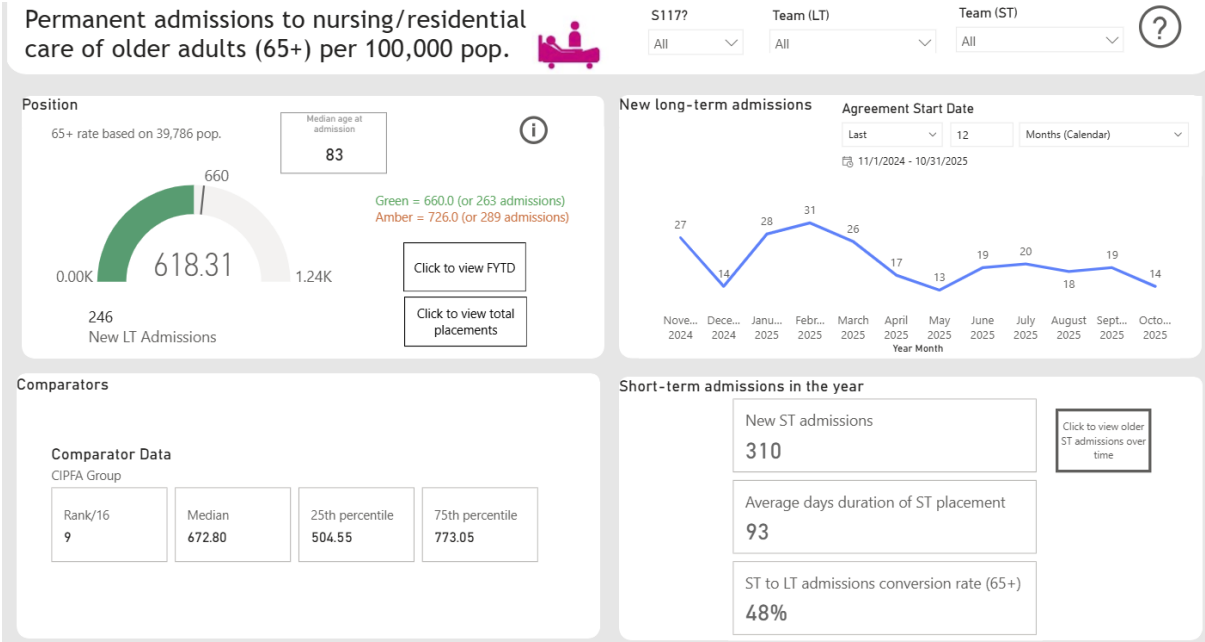 Permanent admissions to nursing/residential
care of older adults (65+) per 100,000 pop.
S117?
All
Team (LT)
All
Team (ST)
All
?
Position
65+ rate based on 39,786 pop.
Median age at
admission
83
i
660
Green = 660.0 (or 263 admissions)
Amber = 726.0 (or 289 admissions)
618.31
0.00K
1.24K
Click to view FYTD
Click to view total
placements
246
New LT Admissions
New long-term admissions
Agreement Start Date
Last
12
Months (Calendar)
11/1/2024 - 10/31/2025
27
14
28
31
26
17
13
19
20
18
19
14
Nove... Dece... Janu... Febr... March April May June July August Sept... Octo...
2024 2024 2025 2025 2025 2025 2025 2025 2025 2025 2025 2025
Year Month
Comparators
Comparator Data
CIPFA Group
Rank/16
9
Median
672.80
25th percentile
504.55
75th percentile
773.05
Short-term admissions in the year
New ST admissions
310
Click to view older
ST admissions over
time
Average days duration of ST placement
93
ST to LT admissions conversion rate (65+)
48%